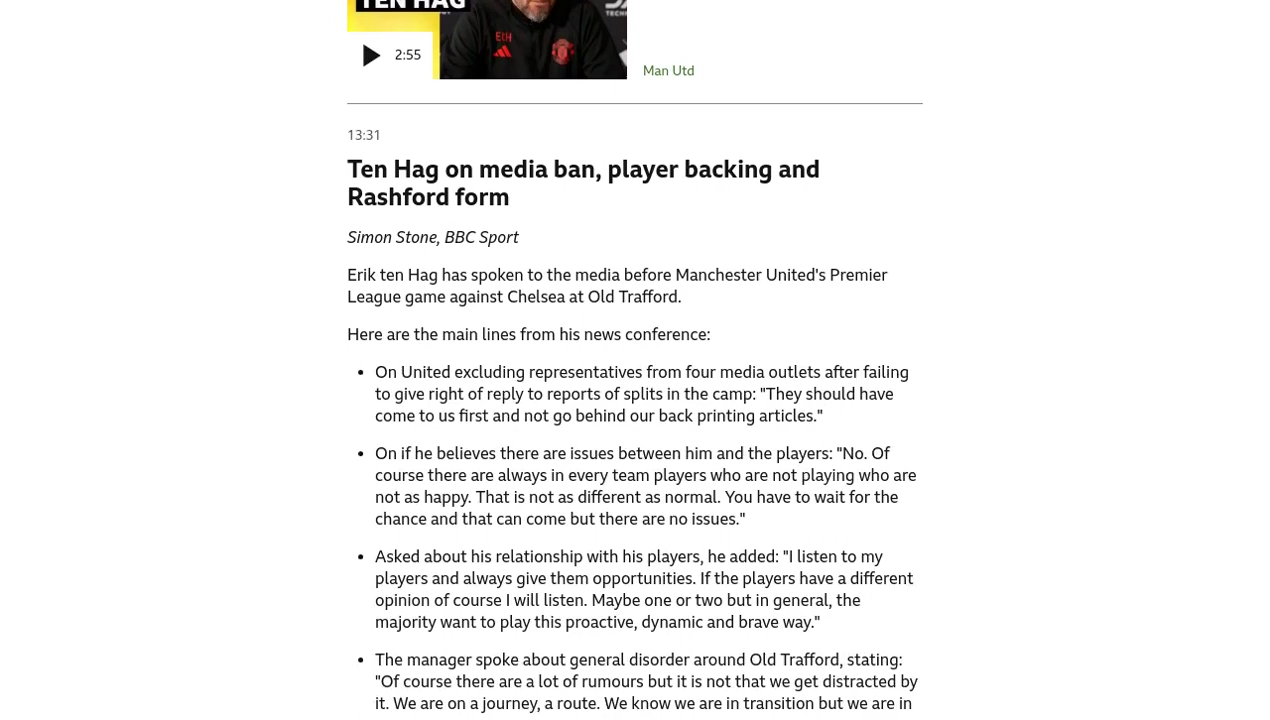 TEN HAG
2:55
Man Utd
13:31
Ten Hag on media ban, player backing and
Rashford form
Simon Stone, BBC Sport
Erik ten Hag has spoken to the media before Manchester United's Premier
League game against Chelsea at Old Trafford.
Here are the main lines from his news conference:
• On United excluding representatives from four media outlets after failing
to give right of reply to reports of splits in the camp: "They should have
come to us first and not go behind our back printing articles."
• On if he believes there are issues between him and the players: "No. Of
course there are always in every team players who are not playing who are
not as happy. That is not as different as normal. You have to wait for the
chance and that can come but there are no issues."
• Asked about his relationship with his players, he added: "I listen to my
players and always give them opportunities. If the players have a different
opinion of course I will listen. Maybe one or two but in general, the
majority want to play this proactive, dynamic and brave way."
• The manager spoke about general disorder around Old Trafford, stating:
"Of course there are a lot of rumours but it is not that we get distracted by
it. We are on a journey, a route. We know we are in transition but we are in